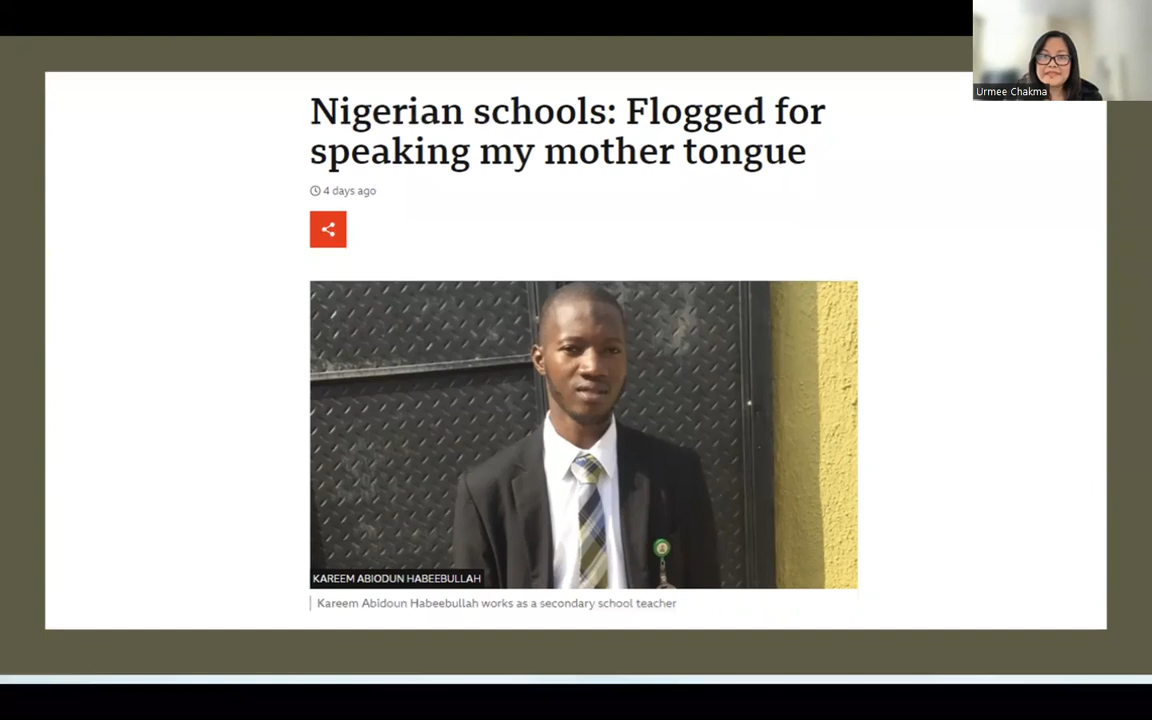 Nigerian schools: Flogged for
speaking my mother tongue
4 days ago
KAREEM ABIODUN HABEEBULLAH
Kareem Abidoun Habeebullah works as a secondary school teacher
Urmee Chakma